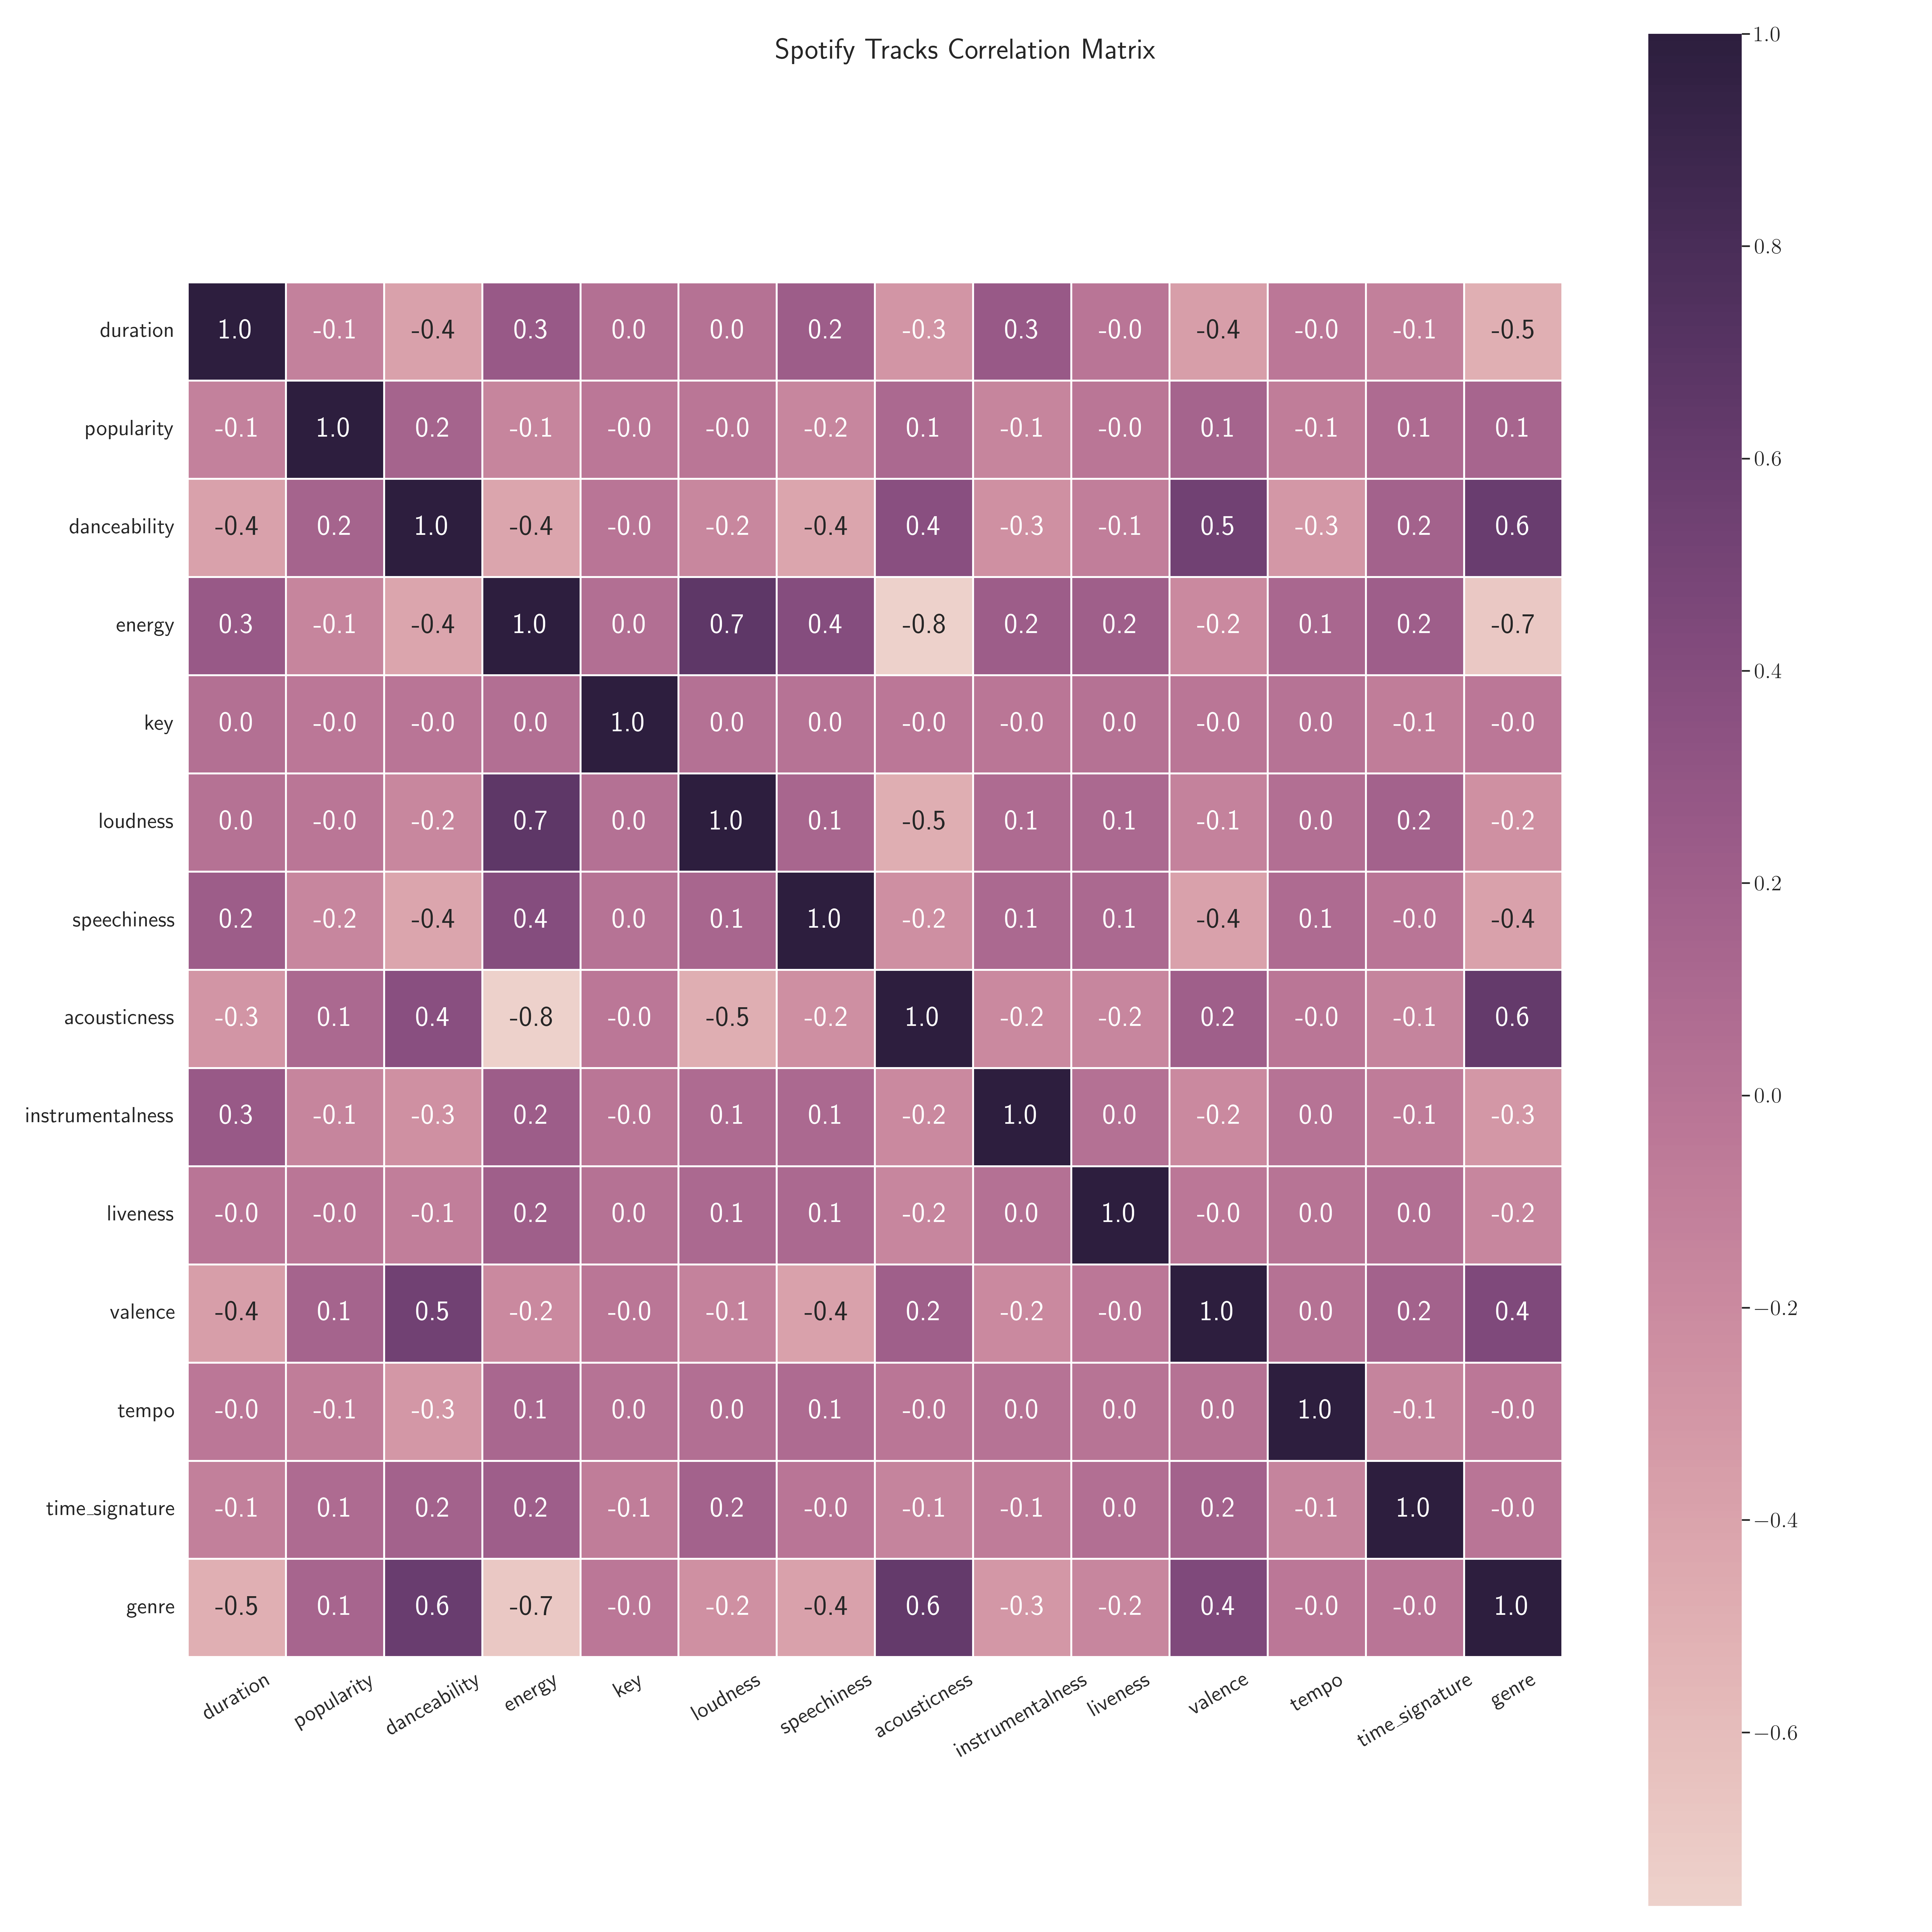 Spotify Tracks Correlation Matrix
1.0
0.8
0.6
0.4
0.2
0.0
−0.2
−0.4
−0.6
duration 1.0 -0.1 -0.4 0.3 0.0 0.0 0.2 -0.3 0.3 -0.0 -0.4 -0.0 -0.1 -0.5
popularity -0.1 1.0 0.2 -0.1 -0.0 -0.0 -0.2 0.1 -0.1 -0.0 0.1 -0.1 0.1 0.1
danceability -0.4 0.2 1.0 -0.4 -0.0 -0.2 -0.4 0.4 -0.3 -0.1 0.5 -0.3 0.2 0.6
energy 0.3 -0.1 -0.4 1.0 0.0 0.7 0.4 -0.8 0.2 0.2 -0.2 0.1 0.2 -0.7
key 0.0 -0.0 -0.0 0.0 1.0 0.0 0.0 -0.0 -0.0 0.0 -0.0 0.0 -0.1 -0.0
loudness 0.0 -0.0 -0.2 0.7 0.0 1.0 0.1 -0.5 0.1 0.1 -0.1 0.0 0.2 -0.2
speechiness 0.2 -0.2 -0.4 0.4 0.0 0.1 1.0 -0.2 0.1 0.1 -0.4 0.1 -0.0 -0.4
acousticness -0.3 0.1 0.4 -0.8 -0.0 -0.5 -0.2 1.0 -0.2 -0.2 0.2 -0.0 -0.1 0.6
instrumentalness 0.3 -0.1 -0.3 0.2 -0.0 0.1 0.1 -0.2 1.0 0.0 -0.2 0.0 -0.1 -0.3
liveness -0.0 -0.0 -0.1 0.2 0.0 0.1 0.1 -0.2 0.0 1.0 -0.0 0.0 0.0 -0.2
valence -0.4 0.1 0.5 -0.2 -0.0 -0.1 -0.4 0.2 -0.2 -0.0 1.0 0.0 0.2 0.4
tempo -0.0 -0.1 -0.3 0.1 0.0 0.0 0.1 -0.0 0.0 0.0 0.0 1.0 -0.1 -0.0
time_signature -0.1 0.1 0.2 0.2 -0.1 0.2 -0.0 -0.1 -0.1 0.0 0.2 -0.1 1.0 -0.0
genre -0.5 0.1 0.6 -0.7 -0.0 -0.2 -0.4 0.6 -0.3 -0.2 0.4 -0.0 -0.0 1.0
duration popularity danceability energy key loudness speechiness acousticness instrumentalness liveness valence tempo time_signature genre